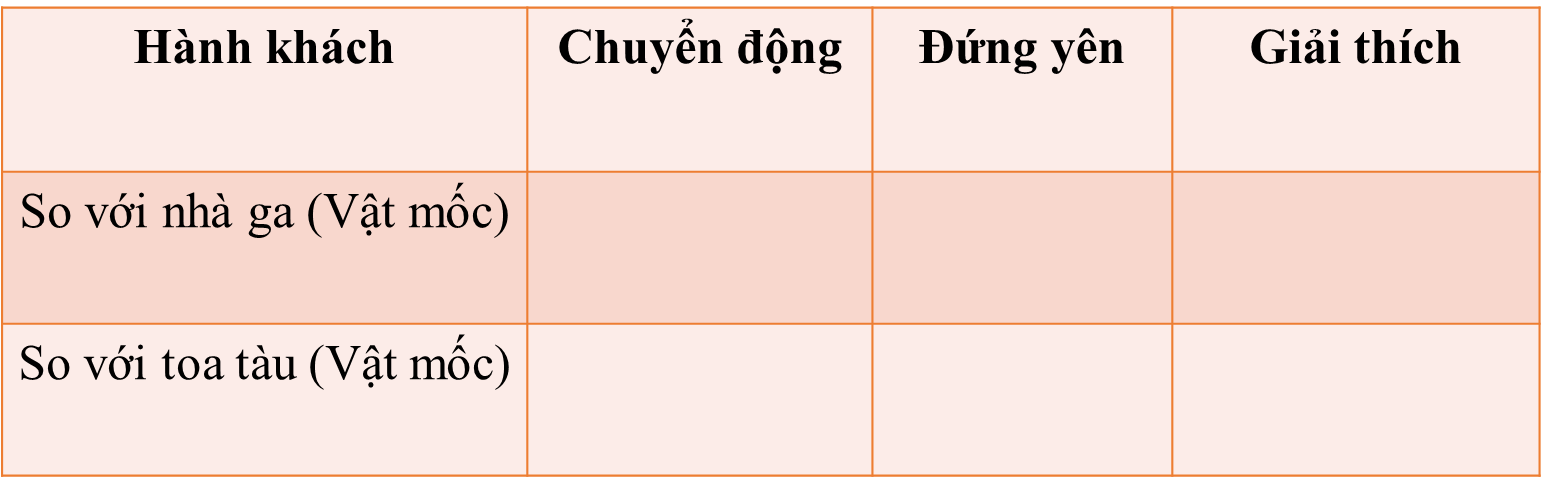 Hành khách Chuyển động Đứng yên Giải thích
So với nhà ga (Vật mốc)
So với toa tàu (Vật mốc)